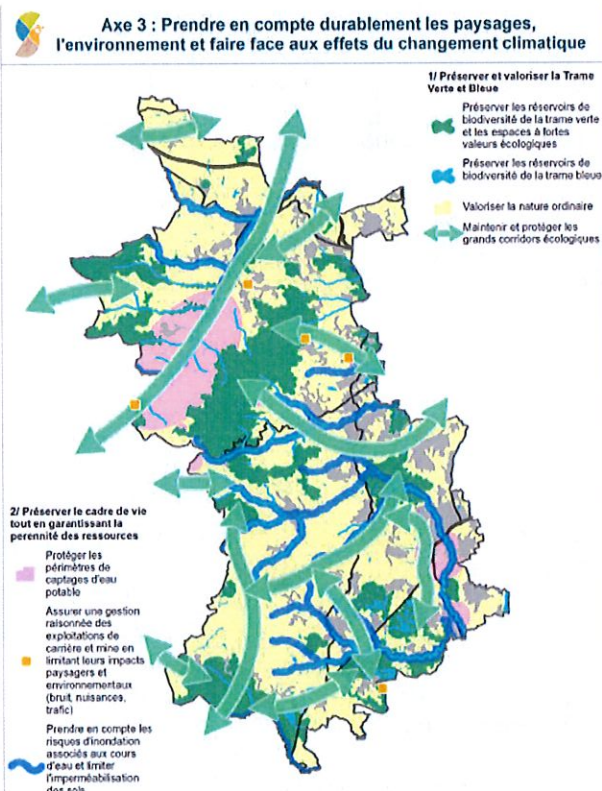 Axe 3 : Prendre en compte durablement les paysages,
l'environnement et faire face aux effets du changement climatique
1/ Préserver et valoriser la Trame
Verte et Bleue
Préserver les réservoirs de
biodiversité de la trame verte
et les espaces à fortes
valeurs écologiques
Préserver les réservoirs de
biodiversité de la trame bleue
Valoriser la nature ordinaire
Maintenir et protéger les
grands corridors écologiques
2/ Préserver le cadre de vie
tout en garantissant la
perennité des ressources
Protéger les
périmètres de
captages d'eau
potable
Assurer une gestion
raisonnée des
exploitations de
carrière et mine en
limitant leurs impacts
paysagers et
environnementaux
(bruit, nuisances,
trafic)
Prendre en compte les
risques d'inondation
associés aux cours
d'eau et limiter
l'imperméabilisation
des sols